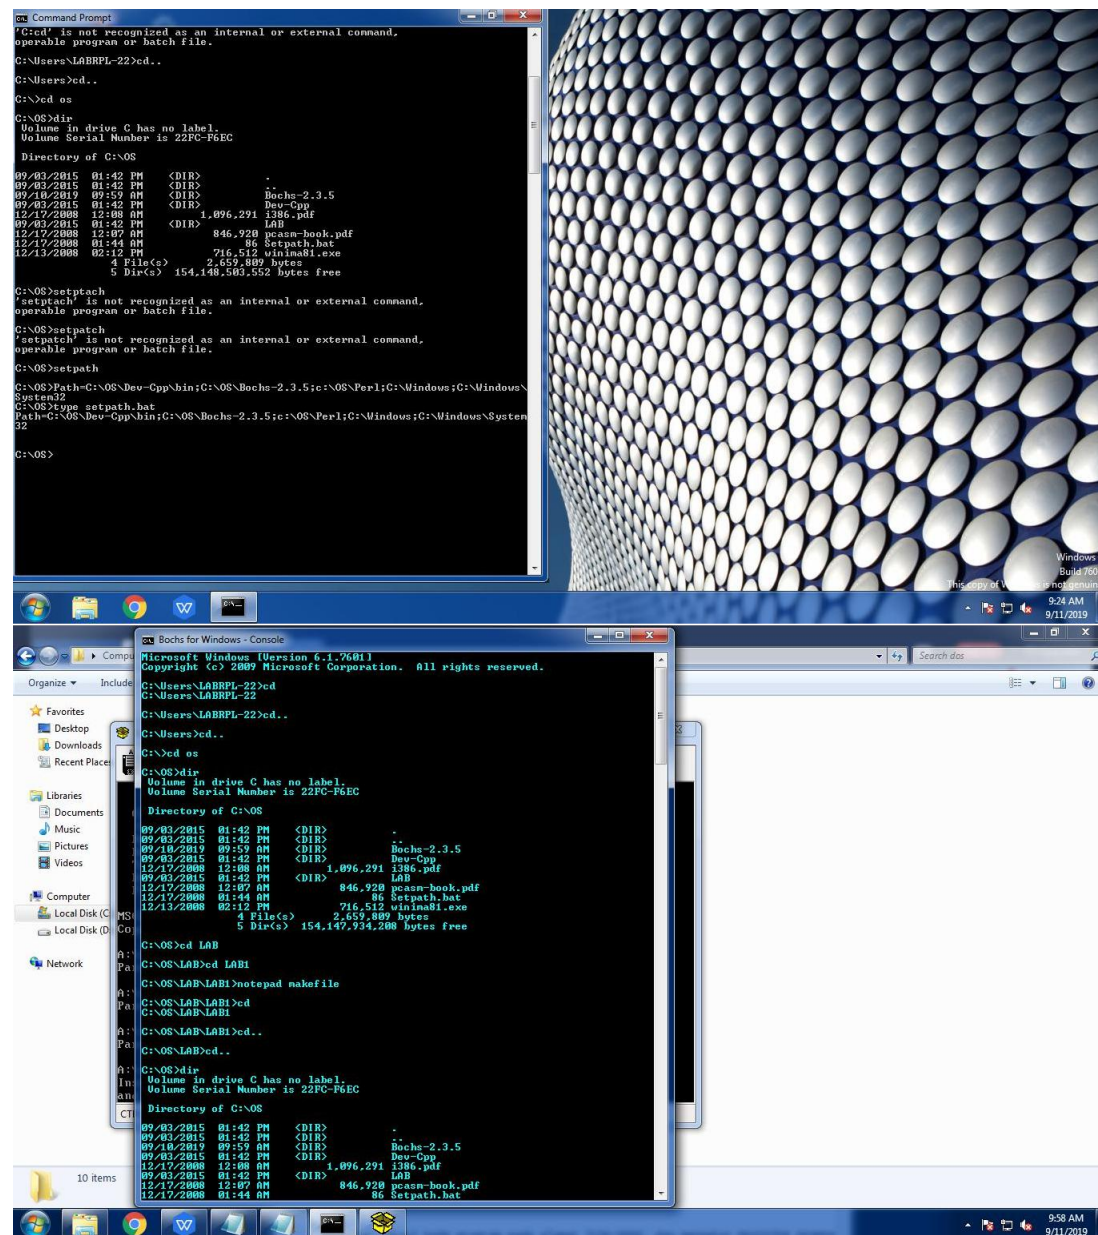 Command Prompt
'C:cd' is not recognized as an internal or external command,
operable program or batch file.
C:\Users\LABRPL-22>cd..
C:\Users>cd..
C:\>cd os
C:\OS>dir
Volume in drive C has no label.
Volume Serial Number is 22FC-F6EC
Directory of C:\OS
09/03/2015 01:42 PM <DIR> .
09/03/2015 01:42 PM <DIR> ..
09/10/2019 09:59 AM <DIR> Bochs-2.3.5
09/03/2015 01:42 PM <DIR> Dev-Cpp
12/17/2008 12:08 AM 1,096,291 i386.pdf
09/03/2015 01:42 PM <DIR> LAB
12/17/2008 12:07 AM 846,920 pcasm-book.pdf
12/17/2008 01:44 AM 86 Setpath.bat
12/13/2008 02:12 PM 716,512 winima81.exe
4 File(s) 2,659,809 bytes
5 Dir(s) 154,148,503,552 bytes free
C:\OS>setptach
'setptach' is not recognized as an internal or external command,
operable program or batch file.
C:\OS>setpatch
'setpatch' is not recognized as an internal or external command,
operable program or batch file.
C:\OS>setpath
C:\OS>Path=C:\OS\Dev-Cpp\bin;C:\OS\Bochs-2.3.5;c:\OS\Perl;C:\Windows;C:\Windows\
System32
C:\OS>type setpath.bat
Path=C:\OS\Dev-Cpp\bin;C:\OS\Bochs-2.3.5;c:\OS\Perl;C:\Windows;C:\Windows\System
32
C:\OS>
Windows
Build 760
This copy of Windows is not genuin
9:24 AM
9/11/2019
Bochs for Windows - Console
Compu
Search dos
Organize
Include
Favorites
Desktop
Downloads
Recent Places
Libraries
Documents
Music
Pictures
Videos
Computer
Local Disk (C
Local Disk (D
Network
10 items
Microsoft Windows [Version 6.1.7601]
Copyright (c) 2009 Microsoft Corporation. All rights reserved.
C:\Users\LABRPL-22>cd
C:\Users\LABRPL-22
C:\Users\LABRPL-22>cd..
C:\Users>cd..
C:\>cd os
C:\OS>dir
Volume in drive C has no label.
Volume Serial Number is 22FC-F6EC
Directory of C:\OS
09/03/2015 01:42 PM <DIR> .
09/03/2015 01:42 PM <DIR> ..
09/10/2019 09:59 AM <DIR> Bochs-2.3.5
09/03/2015 01:42 PM <DIR> Dev-Cpp
12/17/2008 12:08 AM 1,096,291 i386.pdf
09/03/2015 01:42 PM <DIR> LAB
12/17/2008 12:07 AM 846,920 pcasm-book.pdf
12/17/2008 01:44 AM 86 Setpath.bat
12/13/2008 02:12 PM 716,512 winima81.exe
4 File(s) 2,659,809 bytes
5 Dir(s) 154,147,934,208 bytes free
C:\OS>cd LAB
C:\OS\LAB>cd LAB1
C:\OS\LAB\LAB1>notepad makefile
C:\OS\LAB\LAB1>cd
C:\OS\LAB\LAB1
C:\OS\LAB\LAB1>cd..
C:\OS\LAB>cd..
C:\OS>dir
Volume in drive C has no label.
Volume Serial Number is 22FC-F6EC
Directory of C:\OS
09/03/2015 01:42 PM <DIR> .
09/03/2015 01:42 PM <DIR> ..
09/10/2019 09:59 AM <DIR> Bochs-2.3.5
09/03/2015 01:42 PM <DIR> Dev-Cpp
12/17/2008 12:08 AM 1,096,291 i386.pdf
09/03/2015 01:42 PM <DIR> LAB
12/17/2008 12:07 AM 846,920 pcasm-book.pdf
12/17/2008 01:44 AM 86 Setpath.bat
9:58 AM
9/11/2019